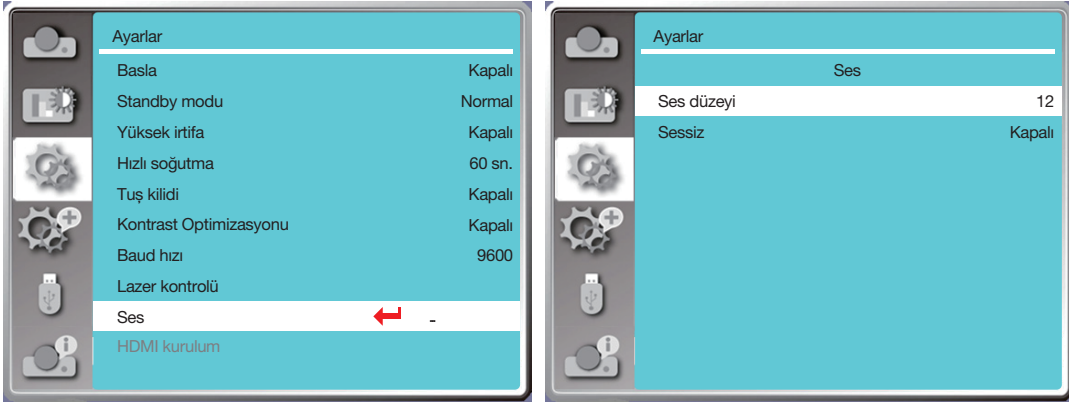 Ayarlar
Basla Kapalı
Standby modu Normal
Yüksek irtifa Kapalı
Hızlı soğutma 60 sn.
Tuş kilidi Kapalı
Kontrast Optimizasyonu Kapalı
Baud hızı 9600
Lazer kontrolü
Ses -
HDMI kurulum
Ayarlar
Ses
Ses düzeyi 12
Sessiz Kapalı